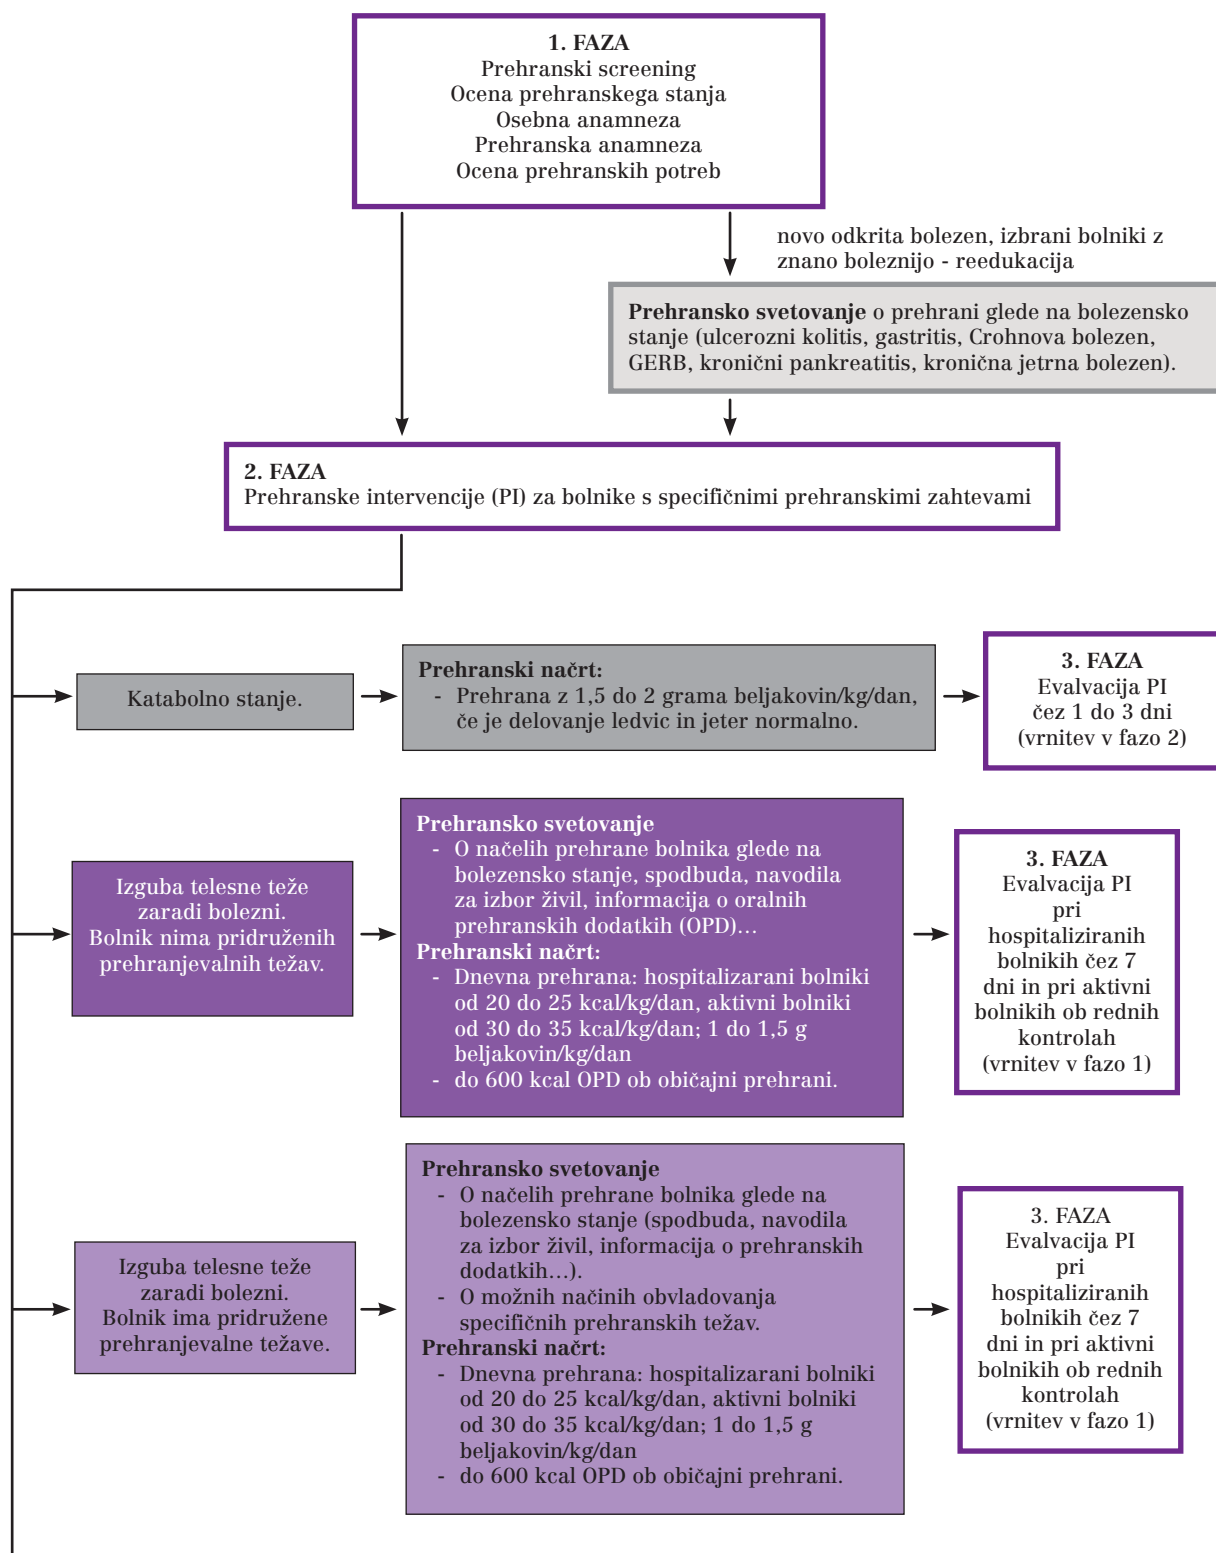 1. FAZA
Prehranski screening
Ocena prehranskega stanja
Osebna anamneza
Prehranska anamneza
Ocena prehranskih potreb
novo odkrita bolezen, izbrani bolniki z
znano boleznijo - reedukacija
Prehransko svetovanje o prehrani glede na bolezensko
stanje (ulcerozni kolitis, gastritis, Crohnova bolezen,
GERB, kronični pankreatitis, kronična jetrna bolezen).
2. FAZA
Prehranske intervencije (PI) za bolnike s specifičnimi prehranskimi zahtevami
Katabolno stanje.
Prehranski načrt:
- Prehrana z 1,5 do 2 grama beljakovin/kg/dan,
če je delovanje ledvic in jeter normalno.
3. FAZA
Evalvacija PI
čez 1 do 3 dni
(vrnitev v fazo 2)
Izguba telesne teže
zaradi bolezni.
Bolnik nima pridruženih
prehranjevalnih težav.
Prehransko svetovanje
- O načelih prehrane bolnika glede na
bolezensko stanje, spodbuda, navodila
za izbor živil, informacija o oralnih
prehranskih dodatkih (OPD)…
Prehranski načrt:
- Dnevna prehrana: hospitalizarani bolniki
od 20 do 25 kcal/kg/dan, aktivni bolniki
od 30 do 35 kcal/kg/dan; 1 do 1,5 g
beljakovin/kg/dan
- do 600 kcal OPD ob običajni prehrani.
3. FAZA
Evalvacija PI
pri
hospitaliziranih
bolnikih čez 7
dni in pri aktivni
bolnikih ob rednih
kontrolah
(vrnitev v fazo 1)
Izguba telesne teže
zaradi bolezni.
Bolnik ima pridružene
prehranjevalne težave.
Prehransko svetovanje
- O načelih prehrane bolnika glede na
bolezensko stanje (spodbuda, navodila
za izbor živil, informacija o prehranskih
dodatkih…).
- O možnih načinih obvladovanja
specifičnih prehranskih težav.
Prehranski načrt:
- Dnevna prehrana: hospitalizarani bolniki
od 20 do 25 kcal/kg/dan, aktivni bolniki
od 30 do 35 kcal/kg/dan; 1 do 1,5 g
beljakovin/kg/dan
- do 600 kcal OPD ob običajni prehrani.
3. FAZA
Evalvacija PI
pri
hospitaliziranih
bolnikih čez 7
dni in pri aktivni
bolnikih ob rednih
kontrolah
(vrnitev v fazo 1)